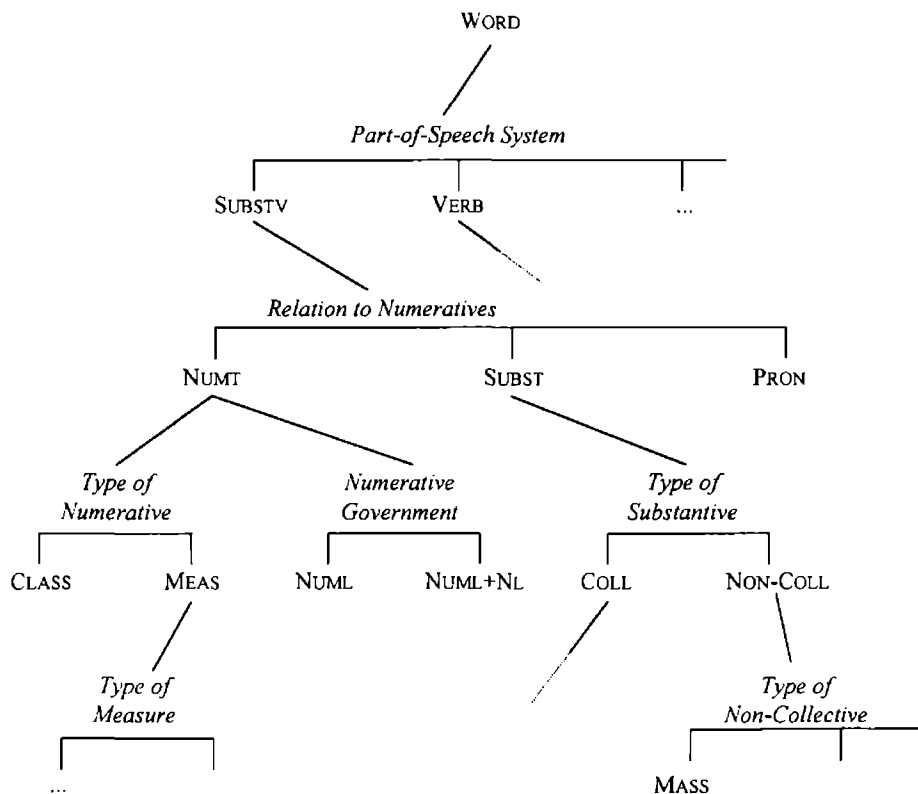 WORD
Part-of-Speech System
SUBSTV VERB ...
Relation to Numeratives
NUMT SUBST PRON
Type of Numerative Type of
Numerative Government Substantive
CLASS MEAS NUML NUML+NL COLL NON-COLL
Type of Type of
Measure Non-Collective
...
MASS